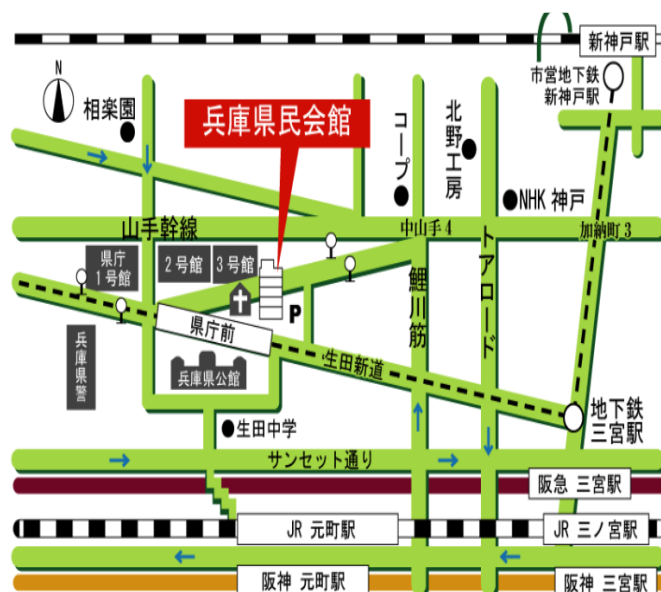 新神戸駅
市営地下鉄
新神戸駅
N
相楽園
兵庫県民会館
コープ
北野工房
NHK 神戸
山手幹線
中山手4
加納町3
県庁
1号館
2号館
3号館
トアロード
鯉川筋
P
県庁前
兵庫県警
兵庫県公館
生田新道
地下鉄
三宮駅
生田中学
サンセット通り
阪急 三宮駅
JR 元町駅
JR 三ノ宮駅
阪神 元町駅
阪神 三宮駅